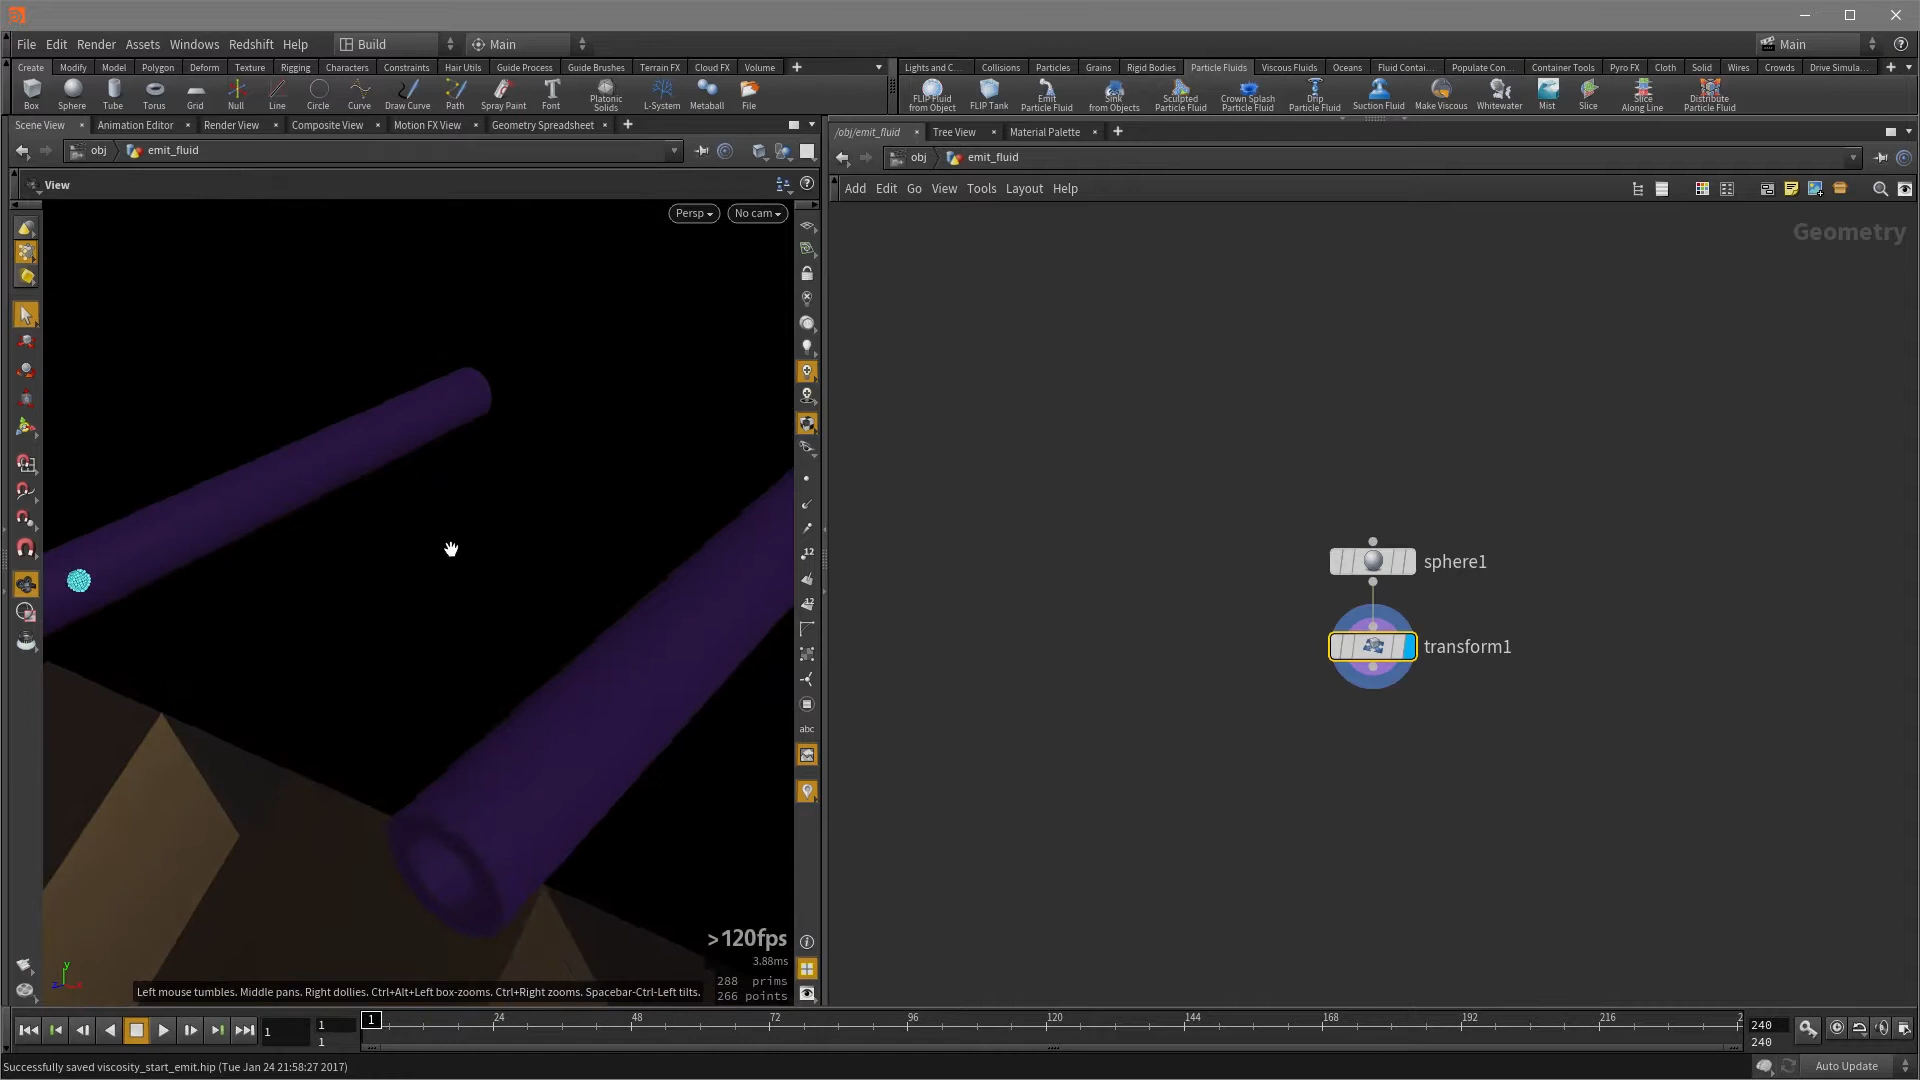 File Edit Render Assets Windows Redshift Help Build Main Main
Create Modify Model Polygon Deform Texture Rigging Characters Constraints Hair Utils Guide Process Guide Brushes Terrain FX Cloud FX Volume
Lights and C... Collisions Particles Grains Rigid Bodies Particle Fluids Viscous Fluids Oceans Fluid Contai... Populate Con... Container Tools Pyro FX Cloth Solid Wires Crowds Drive Simula...
Box Sphere Tube Torus Grid Null Line Circle Curve Draw Curve Path Spray Paint Font Platonic Solids L-System Metaball File
FLIP Fluid from Object FLIP Tank Emit Particle Fluid Sink from Objects Sculpted Particle Fluid Crown Splash Particle Fluid Drip Particle Fluid Suction Fluid Make Viscous Whitewater Mist Slice Slice Along Line Distribute Particle Fluid
Scene View Animation Editor Render View Composite View Motion FX View Geometry Spreadsheet
/obj/emit_fluid Tree View Material Palette
obj emit_fluid
obj emit_fluid
View
Add Edit Go View Tools Layout Help
Persp No cam
Geometry
12
12
abc
sphere1
transform1
>120fps
3.88ms
288 prims
266 points
y
Left mouse tumbles. Middle pans. Right dollies. Ctrl+Alt+Left box-zooms. Ctrl+Right zooms. Spacebar-Ctrl-Left tilts.
1 1 1 1 24 48 72 96 120 144 168 192 216 2 240 240
Successfully saved viscosity_start_emit.hip (Tue Jan 24 21:58:27 2017)
Auto Update